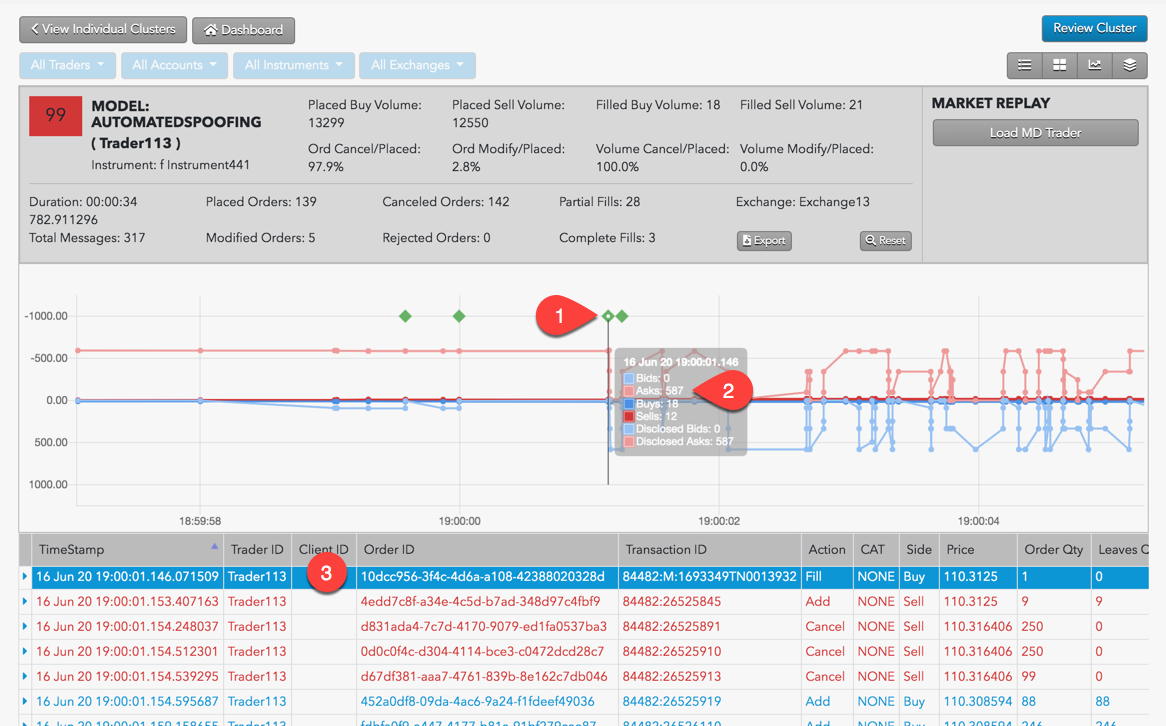 View Individual Clusters
Dashboard
Review Cluster
All Traders
All Accounts
All Instruments
All Exchanges
99
MODEL:
AUTOMATEDSPOOFING
( Trader113 )
Instrument: f Instrument441
Placed Buy Volume:
13299
Placed Sell Volume:
12550
Filled Buy Volume: 18
Filled Sell Volume: 21
Ord Cancel/Placed:
97.9%
Ord Modify/Placed:
2.8%
Volume Cancel/Placed:
100.0%
Volume Modify/Placed:
0.0%
MARKET REPLAY
Load MD Trader
Duration: 00:00:34
782.911296
Placed Orders: 139
Canceled Orders: 142
Partial Fills: 28
Exchange: Exchange13
Total Messages: 317
Modified Orders: 5
Rejected Orders: 0
Complete Fills: 3
Export
Reset
-1000.00
-500.00
0.00
500.00
1000.00
1
16 Jun 20 19:00:01.146
Bids: 0
Asks: 587
Buys: 18
Sells: 12
Disclosed Bids: 0
Disclosed Asks: 587
2
18:59:58
19:00:00
19:00:02
19:00:04
TimeStamp Trader ID Client ID Order ID Transaction ID Action CAT Side Price Order Qty Leaves Q
3
16 Jun 20 19:00:01.146.071509 Trader113 10dcc956-3f4c-4d6a-a108-42388020328d 84482:M:1693349TN0013932 Fill NONE Buy 110.3125 1 0
16 Jun 20 19:00:01.153.407163 Trader113 4edd7c8f-a34e-4c5d-b7ad-348d97c4fbf9 84482:26525845 Add NONE Sell 110.3125 9 9
16 Jun 20 19:00:01.154.248037 Trader113 d831ada4-7c7d-4170-9079-ed1fa0537ba3 84482:26525891 Cancel NONE Sell 110.316406 250 0
16 Jun 20 19:00:01.154.512301 Trader113 0d0c0f4c-d304-4114-bce3-c0472dcd28c7 84482:26525910 Cancel NONE Sell 110.316406 250 0
16 Jun 20 19:00:01.154.539295 Trader113 d67df381-aaa7-4761-839b-8e162c7db046 84482:26525913 Cancel NONE Sell 110.316406 99 0
16 Jun 20 19:00:01.154.595687 Trader113 452a0df8-09da-4ac6-9a24-f1fdeef49036 84482:26525919 Add NONE Buy 110.308594 88 88